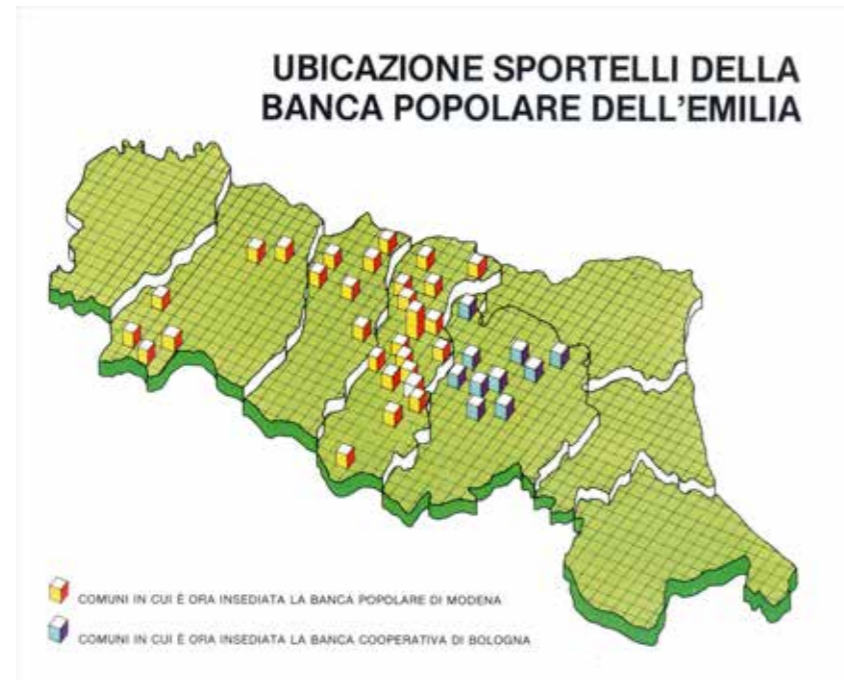 UBICAZIONE SPORTELLI DELLA
BANCA POPOLARE DELL'EMILIA
COMUNI IN CUI È ORA INSEDIATA LA BANCA POPOLARE DI MODENA
COMUNI IN CUI È ORA INSEDIATA LA BANCA COOPERATIVA DI BOLOGNA